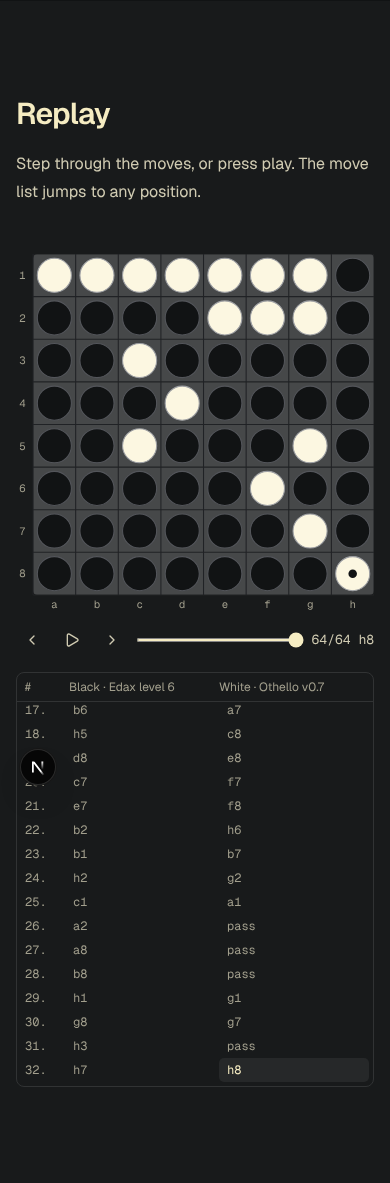 Replay
Step through the moves, or press play. The move
list jumps to any position.
1
2
3
4
5
6
7
8
a b c d e f g h
64/64 h8
# Black · Edax level 6 White · Othello v0.7
17. b6 a7
18. h5 c8
d8 e8
c7 f7
21. e7 f8
22. b2 h6
23. b1 b7
24. h2 g2
25. c1 a1
26. a2 pass
27. a8 pass
28. b8 pass
29. h1 g1
30. g8 g7
31. h3 pass
32. h7 h8
N